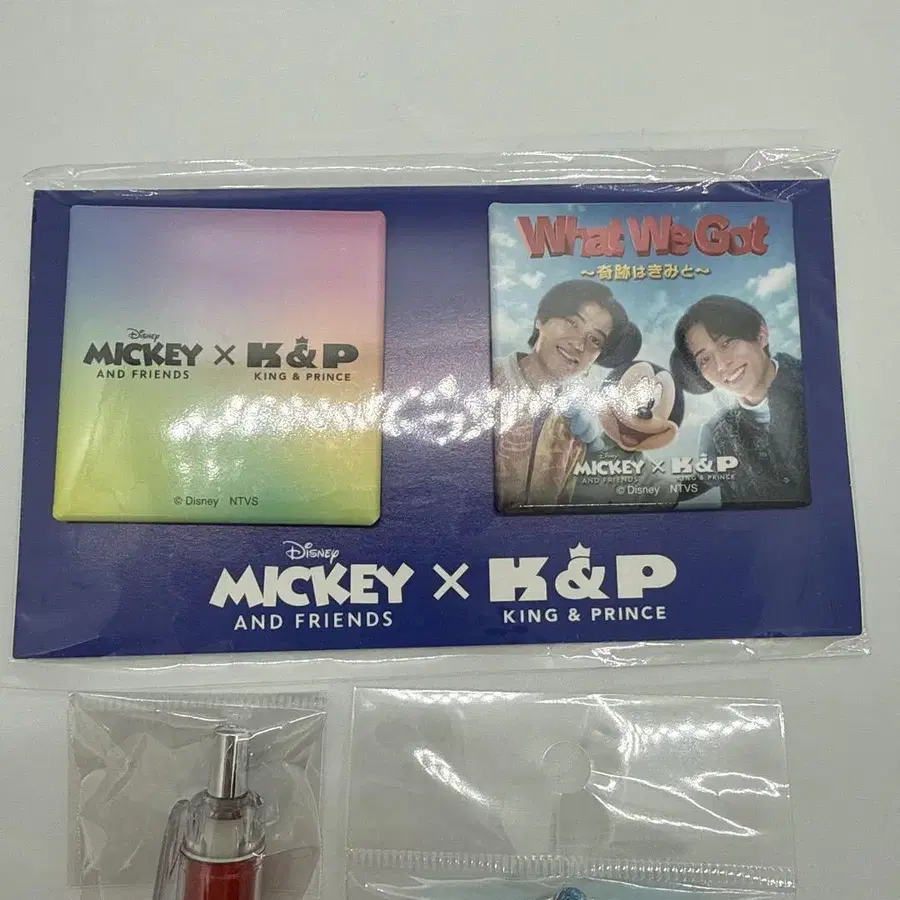 Disney
MICKEY × K&P
AND FRIENDS KING & PRINCE
© Disney NTVS
What We Got
～奇跡はきみと～
Disney
MICKEY × K&P
AND FRIENDS KING & PRINCE
© Disney NTVS
Disney
MICKEY × K&P
AND FRIENDS KING & PRINCE